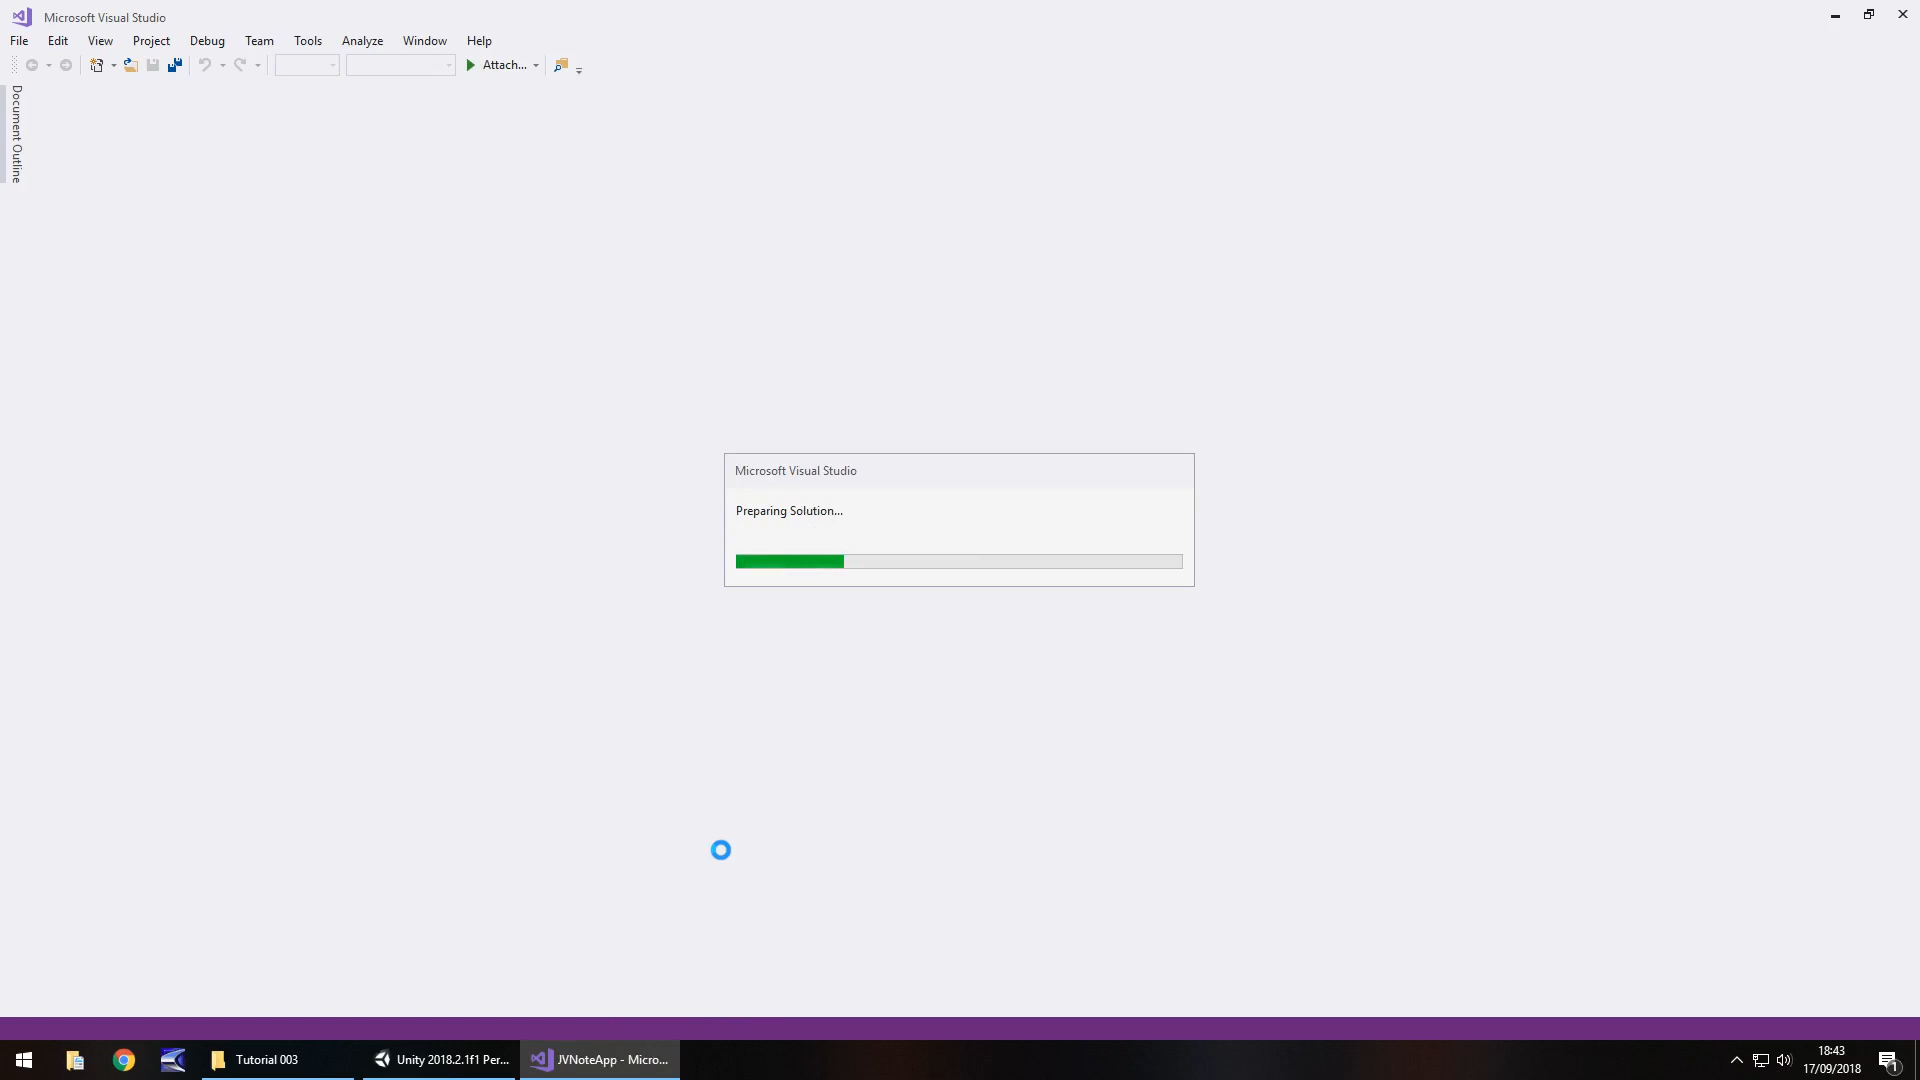 Microsoft Visual Studio
File Edit View Project Debug Team Tools Analyze Window Help
Attach...
Document Outline
Microsoft Visual Studio
Preparing Solution...
Tutorial 003
Unity 2018.2.1f1 Per...
JVNoteApp - Micro...
18:43
17/09/2018
1